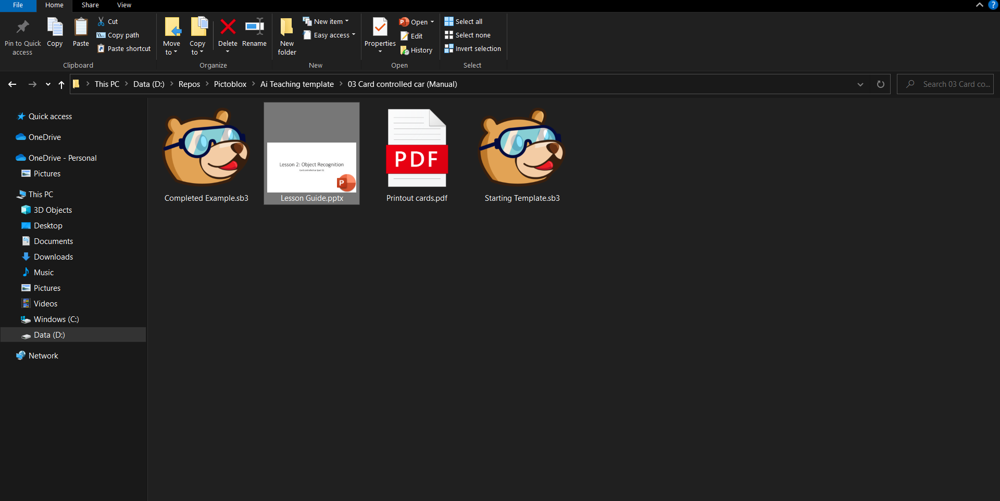 File Home Share View
Pin to Quick access
Copy
Paste
Cut
Copy path
Paste shortcut
Clipboard
Move to
Copy to
Delete
Rename
Organize
New folder
New item
Easy access
New
Properties
Open
Edit
History
Open
Select all
Select none
Invert selection
Select
This PC Data (D:) Repos Pictoblox Ai Teaching template 03 Card controlled car (Manual)
Search 03 Card co...
Quick access
OneDrive
OneDrive - Personal
Pictures
This PC
3D Objects
Desktop
Documents
Downloads
Music
Pictures
Videos
Windows (C:)
Data (D:)
Network
Completed Example.sb3
Lesson 2: Object Recognition
Card controlled car (part 1)
P
Lesson Guide.pptx
PDF
Printout cards.pdf
Starting Template.sb3